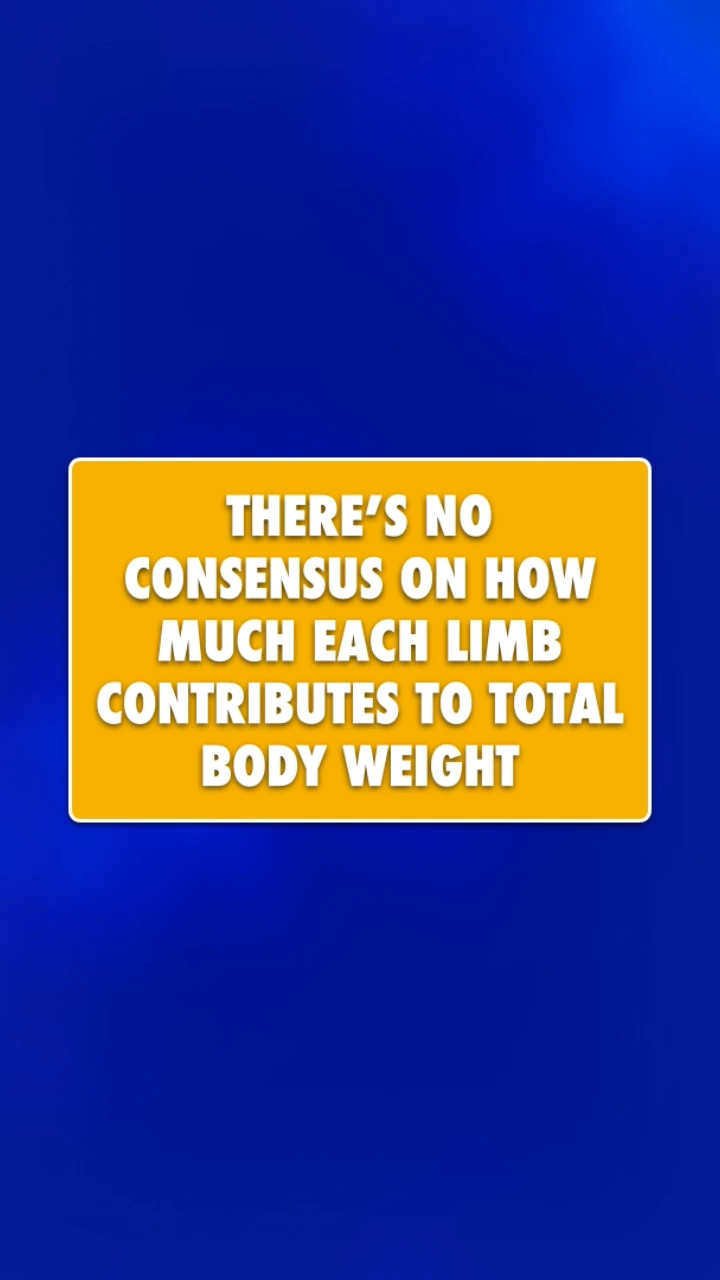 THERE’S NO
CONSENSUS ON HOW
MUCH EACH LIMB
CONTRIBUTES TO TOTAL
BODY WEIGHT